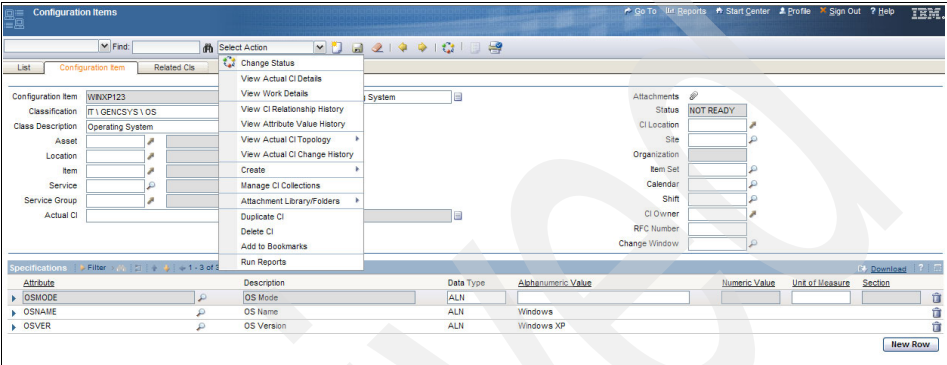 Configuration Items
Go To Reports Start Center Profile Sign Out ? Help IBM.
Find: Select Action
List Configuration Item Related CIs
Change Status
View Actual CI Details
View Work Details
View CI Relationship History
View Attribute Value History
View Actual CI Topology
View Actual CI Change History
Create
Manage CI Collections
Attachment Library/Folders
Duplicate CI
Delete CI
Add to Bookmarks
Run Reports
Configuration Item WINXP123 System
Classification IT \ GENCSYS \ OS
Class Description Operating System
Asset
Location
Item
Service
Service Group
Actual CI
Attachments
Status NOT READY
CI Location
Site
Organization
Item Set
Calendar
Shift
CI Owner
RFC Number
Change Window
Specifications Filter 1 - 3 of 3 Download ?
Attribute Description Data Type Alphanumeric Value Numeric Value Unit of Measure Section
OSMODE OS Mode ALN
OSNAME OS Name ALN Windows
OSVER OS Version ALN Windows XP
New Row